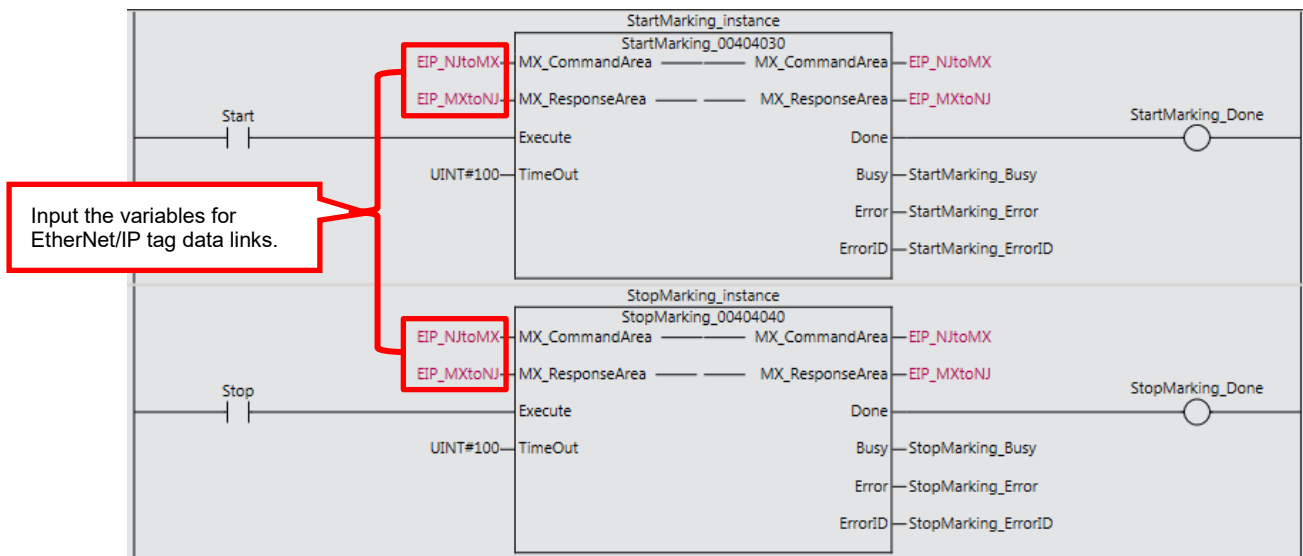 StartMarking_instance
StartMarking_00404030
EIP_NJtoMX MX_CommandArea MX_CommandArea EIP_NJtoMX
EIP_MXtoNJ MX_ResponseArea MX_ResponseArea EIP_MXtoNJ
Start StartMarking_Done
Execute Done
UINT#100 TimeOut Busy StartMarking_Busy
Input the variables for
EtherNet/IP tag data links.
Error StartMarking_Error
ErrorID StartMarking_ErrorID
StopMarking_instance
StopMarking_00404040
EIP_NJtoMX MX_CommandArea MX_CommandArea EIP_NJtoMX
EIP_MXtoNJ MX_ResponseArea MX_ResponseArea EIP_MXtoNJ
Stop StopMarking_Done
Execute Done
UINT#100 TimeOut Busy StopMarking_Busy
Error StopMarking_Error
ErrorID StopMarking_ErrorID